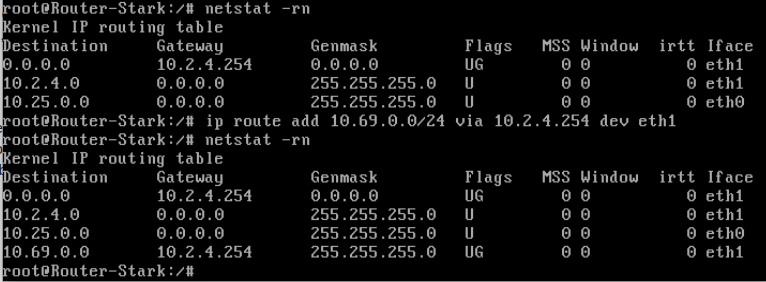 root@Router-Stark:/# netstat -rn
Kernel IP routing table
Destination     Gateway         Genmask         Flags   MSS Window  irtt Iface
0.0.0.0         10.2.4.254      0.0.0.0         UG        0 0          0 eth1
10.2.4.0        0.0.0.0         255.255.255.0   U         0 0          0 eth1
10.25.0.0       0.0.0.0         255.255.255.0   U         0 0          0 eth0
root@Router-Stark:/# ip route add 10.69.0.0/24 via 10.2.4.254 dev eth1
root@Router-Stark:/# netstat -rn
Kernel IP routing table
Destination     Gateway         Genmask         Flags   MSS Window  irtt Iface
0.0.0.0         10.2.4.254      0.0.0.0         UG        0 0          0 eth1
10.2.4.0        0.0.0.0         255.255.255.0   U         0 0          0 eth1
10.25.0.0       0.0.0.0         255.255.255.0   U         0 0          0 eth0
10.69.0.0       10.2.4.254      255.255.255.0   UG        0 0          0 eth1
root@Router-Stark:/#